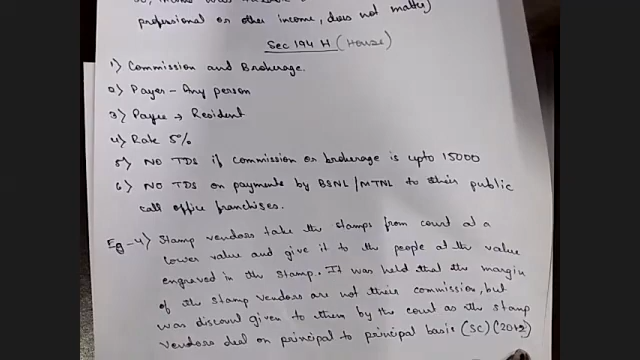 so, income was taxable
professional or other income, does not matter)
Sec 194 H (House)
1) Commission and Brokerage.
2) Payer - Any person
3) Payee → Resident
4) Rate 5%
5) NO TDS if commission or brokerage is upto 15000
6) NO TDS on payments by BSNL/MTNL to their public
call office franchises.
Eg-4) Stamp vendors take the stamps from court at a
lower value and give it to the people at the value
engraved in the stamp. It was held that the margin
of the stamp vendors are not their commission, but
was discount given to them by the court as the stamp
vendors deal on principal to principal basis (SC) (2012)